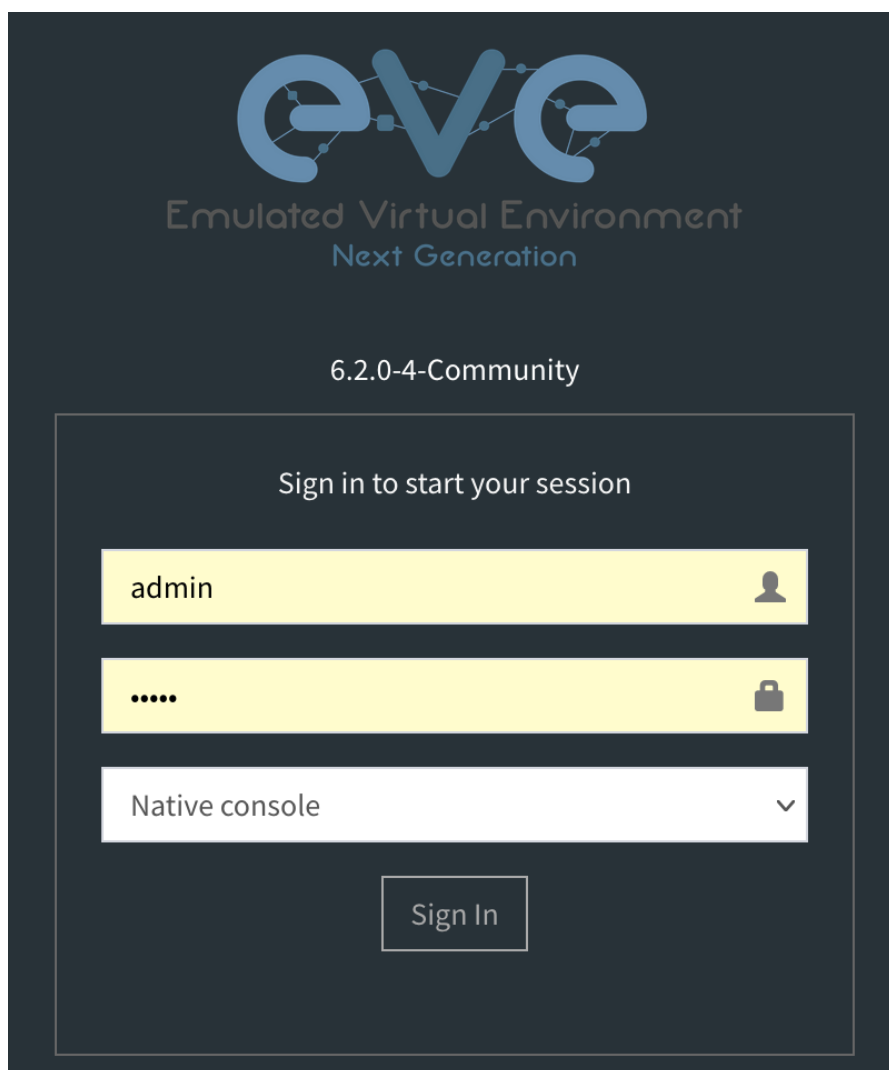 eve
Emulated Virtual Environment
Next Generation
6.2.0-4-Community
Sign in to start your session
admin
•••••
Native console
Sign In